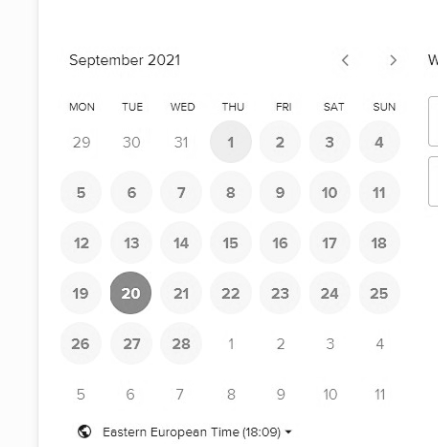 September 2021
MON TUE WED THU FRI SAT SUN
29 30 31 1 2 3 4
5 6 7 8 9 10 11
12 13 14 15 16 17 18
19 20 21 22 23 24 25
26 27 28 1 2 3 4
5 6 7 8 9 10 11
Eastern European Time (18:09)